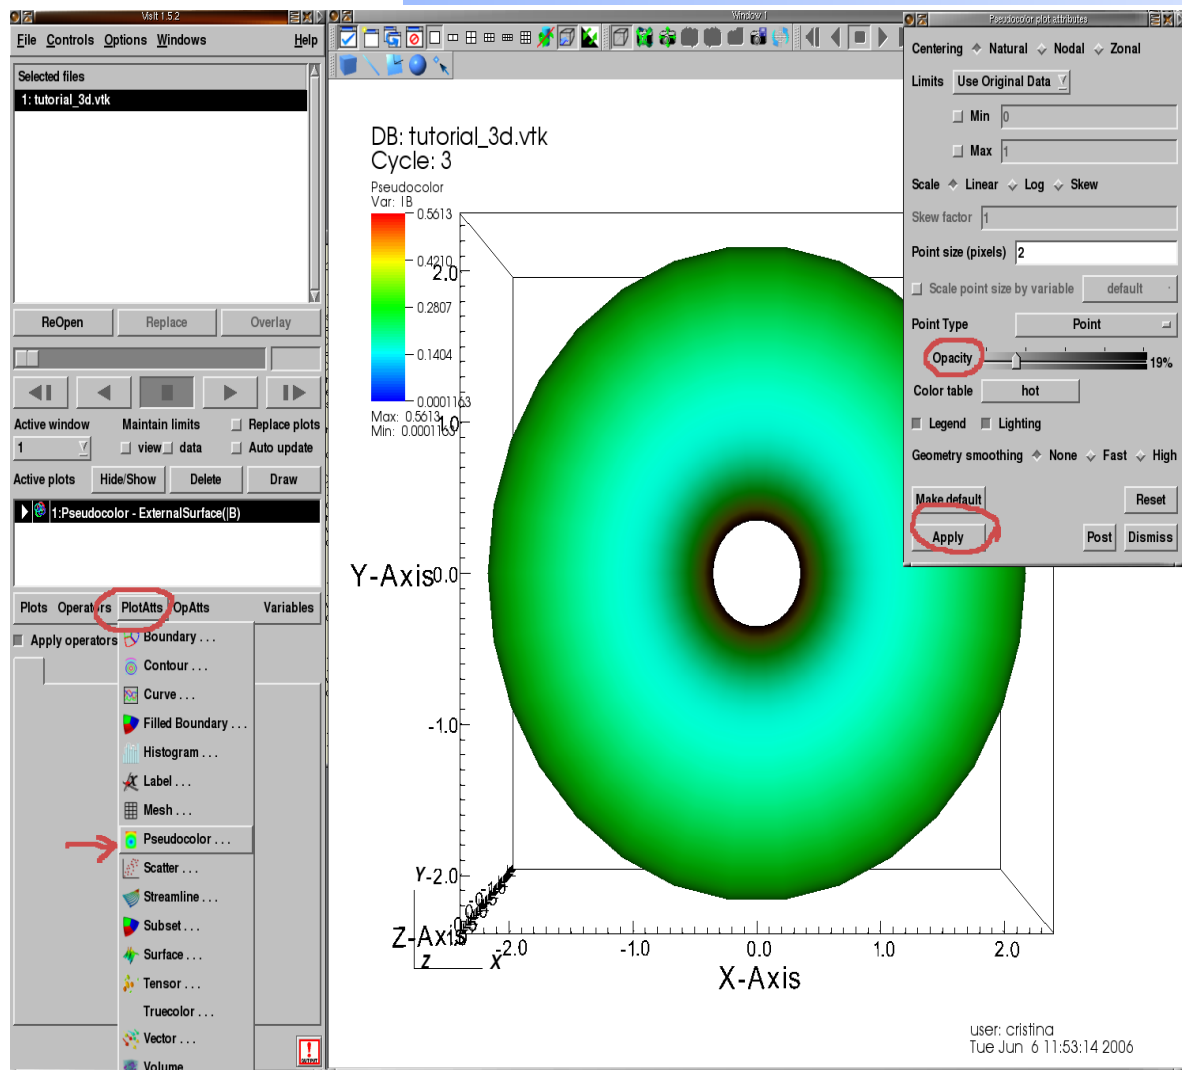 VisIt 1.5.2
File Controls Options Windows Help
Selected files
1: tutorial_3d.vtk
ReOpen Replace Overlay
Active window Maintain limits Replace plots
1 view data Auto update
Active plots Hide/Show Delete Draw
1:Pseudocolor - ExternalSurface(|B)
Plots Operators PlotAtts OpAtts Variables
Apply operators
Boundary . . .
Contour . . .
Curve . . .
Filled Boundary . . .
Histogram . . .
Label . . .
Mesh . . .
Pseudocolor . . .
Scatter . . .
Streamline . . .
Subset . . .
Surface . . .
Tensor . . .
Truecolor . . .
Vector . . .
Volume
Window 1
DB: tutorial_3d.vtk
Cycle: 3
Pseudocolor
Var: |B
0.5613
0.4210
0.2807
0.1404
0.0001163
Max: 0.5613
Min: 0.0001163
2.0
1.0
Y-Axis 0.0
-1.0
-2.0
Y
Z-Axis
Z X
-2.0 -1.0 0.0 1.0 2.0
X-Axis
user: cristina
Tue Jun 6 11:53:14 2006
Pseudocolor plot attributes
Centering Natural Nodal Zonal
Limits Use Original Data
Min 0
Max 1
Scale Linear Log Skew
Skew factor 1
Point size (pixels) 2
Scale point size by variable default
Point Type Point
Opacity 19%
Color table hot
Legend Lighting
Geometry smoothing None Fast High
Make default Reset
Apply Post Dismiss